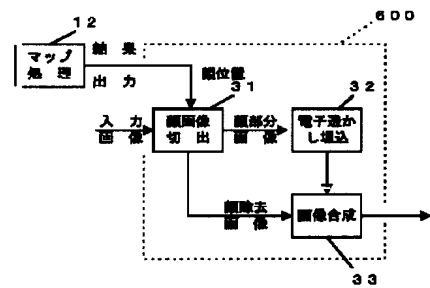 12
600
マップ
処理
結果
出力
顔位置
31
32
入力
画像
顔画像
切出
顔部分
画像
電子透か
し埋込
顔除去
画像
画像合成
33